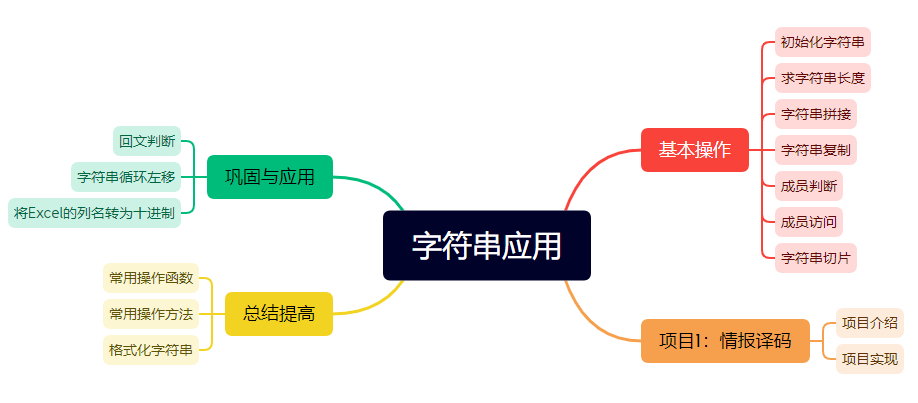 字符串应用
基本操作
初始化字符串
求字符串长度
字符串拼接
字符串复制
成员判断
成员访问
字符串切片
项目1：情报译码
项目介绍
项目实现
巩固与应用
回文判断
字符串循环左移
将Excel的列名转为十进制
总结提高
常用操作函数
常用操作方法
格式化字符串